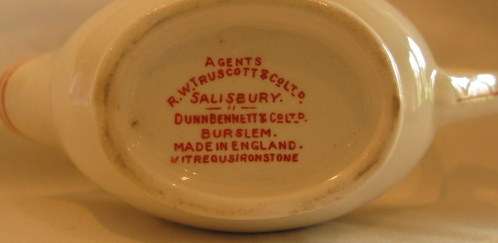 AGENTS
R.W.TRUSCOTT & CO LTD.
SALISBURY.
"
DUNN BENNETT & CO LTD.
BURSLEM.
MADE IN ENGLAND.
VITREOUS IRONSTONE